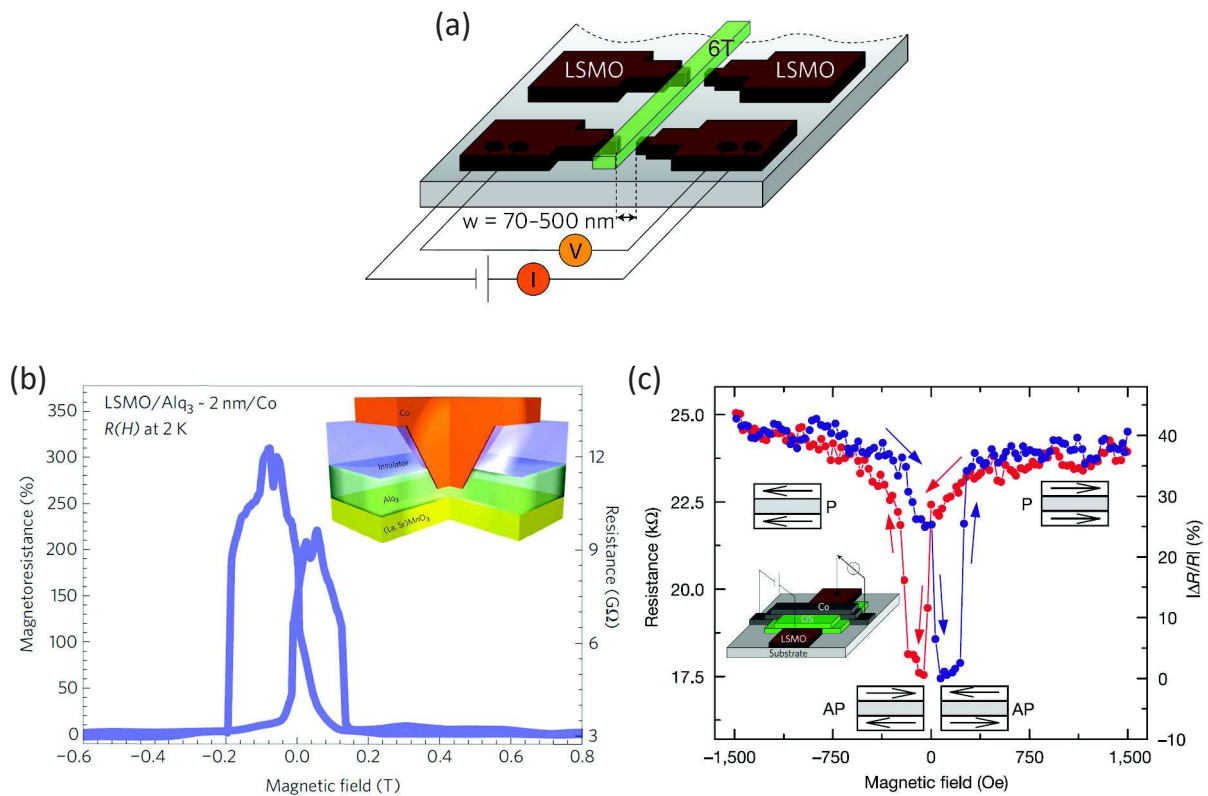 (a)
6T
LSMO
LSMO
w = 70–500 nm
V
I
(b)
LSMO/Alq₃ ~ 2 nm/Co
R(H) at 2 K
Co
Insulator
Alq₃
(La, Sr)MnO₃
350
300
250
200
150
100
50
0
Magnetoresistance (%)
12
9
6
3
Resistance (GΩ)
−0.6
−0.4
−0.2
0.0
0.2
0.4
0.6
0.8
Magnetic field (T)
(c)
25.0
22.5
20.0
17.5
Resistance (kΩ)
40
30
20
10
0
−10
|ΔR/R| (%)
P
P
Co
OS
LSMO
Substrate
AP
AP
−1,500
−750
0
750
1,500
Magnetic field (Oe)